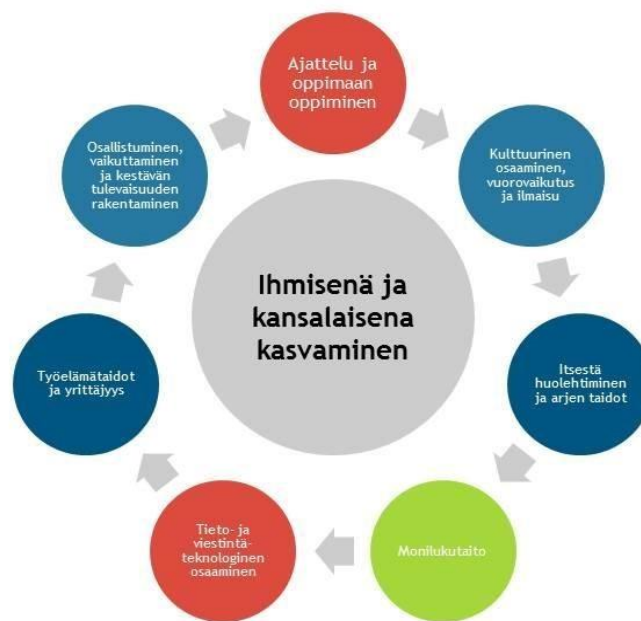 Ajattelu ja
oppimaan
oppiminen
Kulttuurinen
osaaminen,
vuorovaikutus
ja ilmaisu
Itsestä
huolehtiminen
ja arjen taidot
Monilukutaito
Tieto- ja
viestintä-
teknologinen
osaaminen
Työelämätaidot
ja yrittäjyys
Osallistuminen,
vaikuttaminen
ja kestävän
tulevaisuuden
rakentaminen
Ihmisenä ja
kansalaisena
kasvaminen